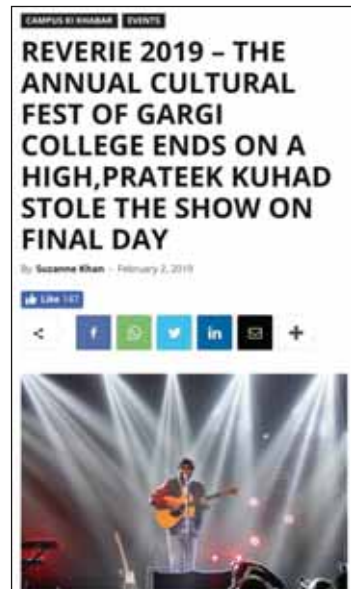 CAMPUS KI KHABAR EVENTS
REVERIE 2019 – THE
ANNUAL CULTURAL
FEST OF GARGI
COLLEGE ENDS ON A
HIGH,PRATEEK KUHAD
STOLE THE SHOW ON
FINAL DAY
By Suzanne Khan - February 2, 2019
Like 147
f in